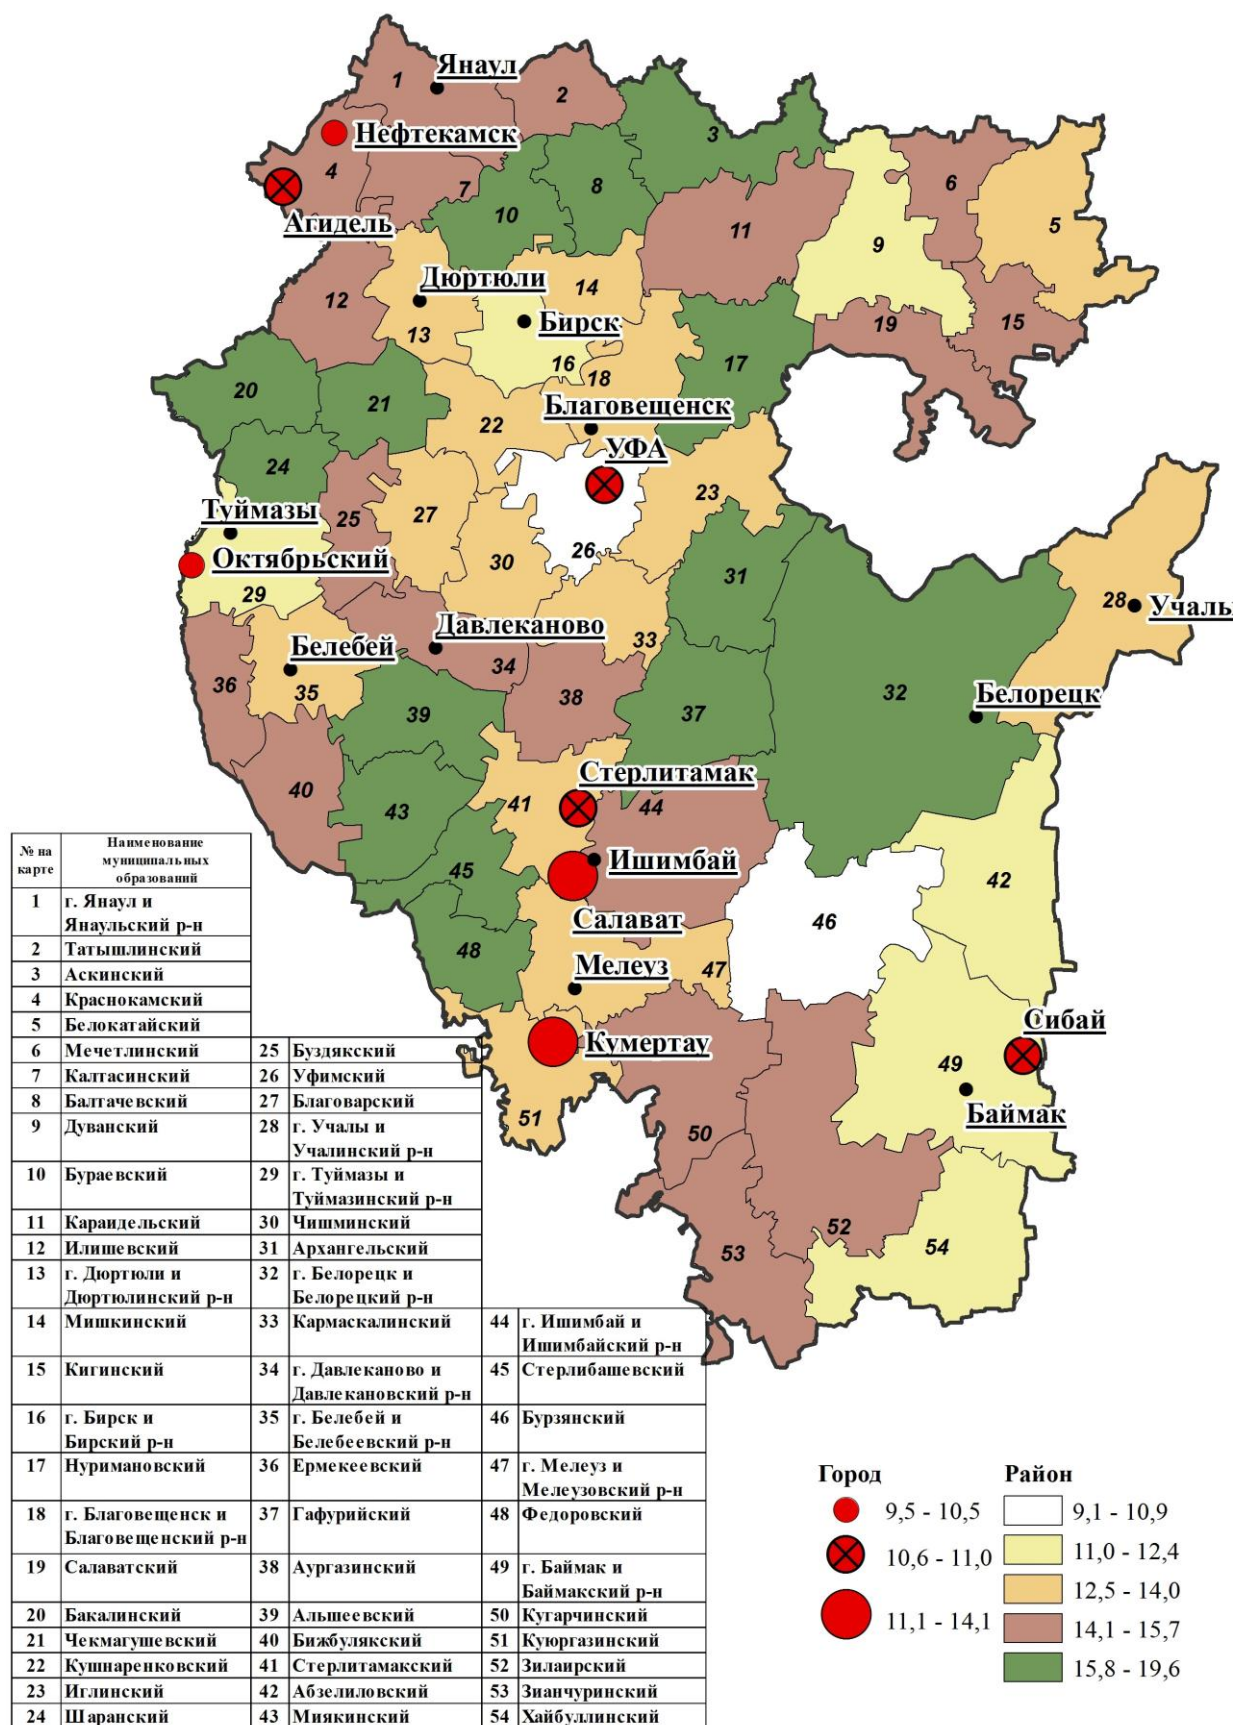 Янаул
1
2
Нефтекамск
3
4
7
8
6
10
5
Агидель
11
9
Дюртюли
14
12
Бирск
13
19
15
16
18
17
20
21
Благовещенск
22
УФА
24
23
Туймазы
25
27
26
30
Октябрьский
31
29
28
Учалы
Давлеканово
33
Белебей
34
36
35
38
32
Белорецк
39
37
40
Стерлитамак
41
44
43
Ишимбай
45
42
Салават
46
48
Мелеуз
47
Сибай
Кумертау
49
Баймак
51
50
52
53
54
№ на карте
Наименование
муниципальных
образований
1 г. Янаул и
Янаульский р-н
2 Татышлинский
3 Аскинский
4 Краснокамский
5 Белокатайский
6 Мечетлинский
7 Калтасинский
8 Балтачевский
9 Дуванский
10 Бураевский
11 Караидельский
12 Илишевский
13 г. Дюртюли и
Дюртюлинский р-н
14 Мишкинский
15 Кигинский
16 г. Бирск и
Бирский р-н
17 Нуримановский
18 г. Благовещенск и
Благовещенский р-н
19 Салаватский
20 Бакалинский
21 Чекмагушевский
22 Кушнаренковский
23 Иглинский
24 Шаранский
25 Буздякский
26 Уфимский
27 Благоварский
28 г. Учалы и
Учалинский р-н
29 г. Туймазы и
Туймазинский р-н
30 Чишминский
31 Архангельский
32 г. Белорецк и
Белорецкий р-н
33 Кармаскалинский
34 г. Давлеканово и
Давлекановский р-н
35 г. Белебей и
Белебеевский р-н
36 Ермекеевский
37 Гафурийский
38 Аургазинский
39 Альшеевский
40 Бижбулякский
41 Стерлитамакский
42 Абзелиловский
43 Миякинский
44 г. Ишимбай и
Ишимбайский р-н
45 Стерлибашевский
46 Бурзянский
47 г. Мелеуз и
Мелеузовский р-н
48 Федоровский
49 г. Баймак и
Баймакский р-н
50 Кугарчинский
51 Куюргазинский
52 Зилаирский
53 Зианчуринский
54 Хайбуллинский
Город
9,5 - 10,5
10,6 - 11,0
11,1 - 14,1
Район
9,1 - 10,9
11,0 - 12,4
12,5 - 14,0
14,1 - 15,7
15,8 - 19,6